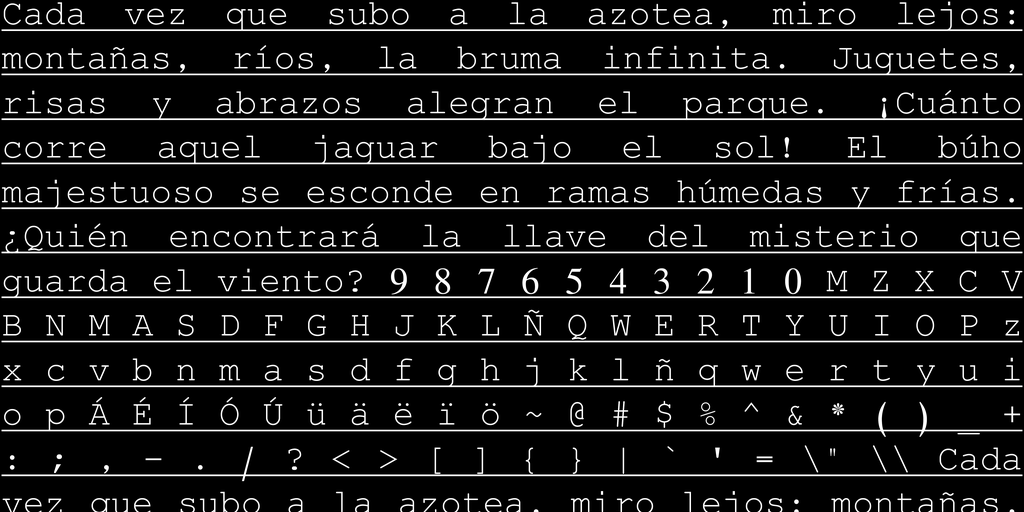 Cada vez que subo a la azotea, miro lejos:
montañas, ríos, la bruma infinita. Juguetes,
risas y abrazos alegran el parque. ¡Cuánto
corre aquel jaguar bajo el sol! El búho
majestuoso se esconde en ramas húmedas y frías.
¿Quién encontrará la llave del misterio que
guarda el viento? 9 8 7 6 5 4 3 2 1 0 M Z X C V
B N M A S D F G H J K L Ñ Q W E R T Y U I O P z
x c v b n m a s d f g h j k l ñ q w e r t y u i
o p Á É Í Ó Ú ü ä ë ï ö ~ @ # $ % ^ & * ( ) _ +
: ; , - . / ? < > [ ] { } | ` ' = \" \\ Cada
vez que subo a la azotea, miro lejos: montañas,